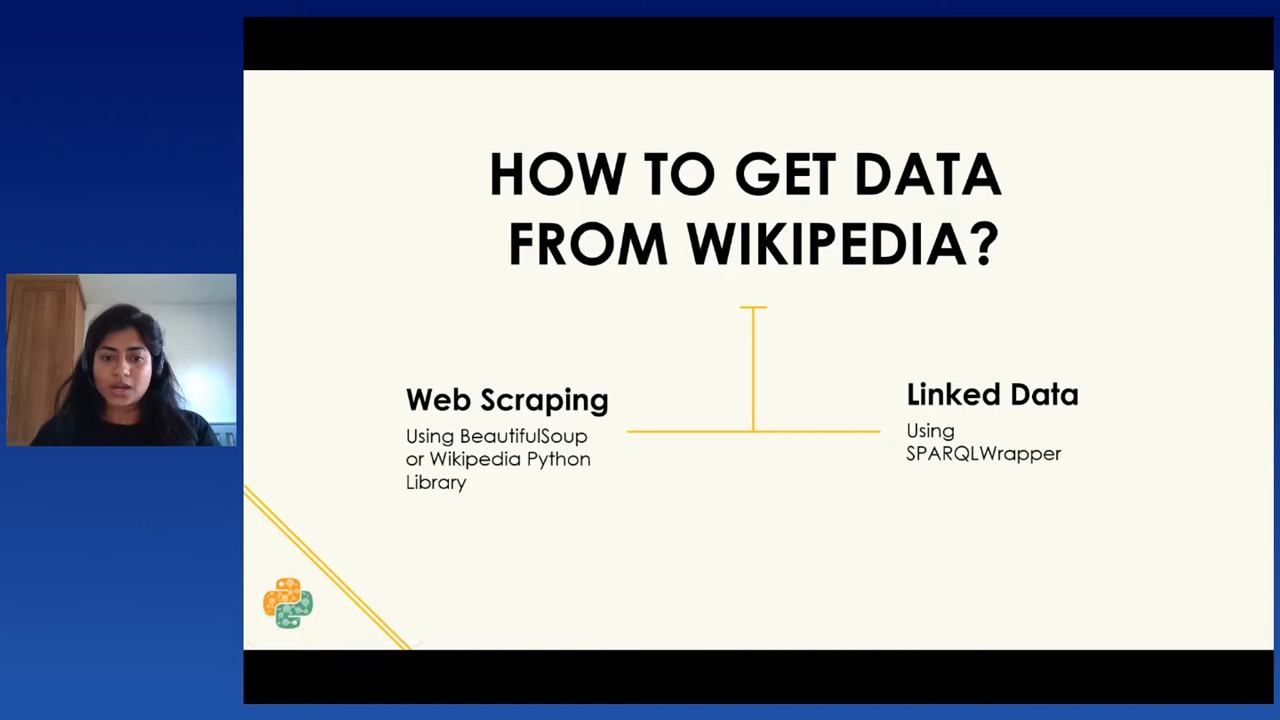 HOW TO GET DATA
FROM WIKIPEDIA?
Web Scraping
Using BeautifulSoup
or Wikipedia Python
Library
Linked Data
Using
SPARQLWrapper